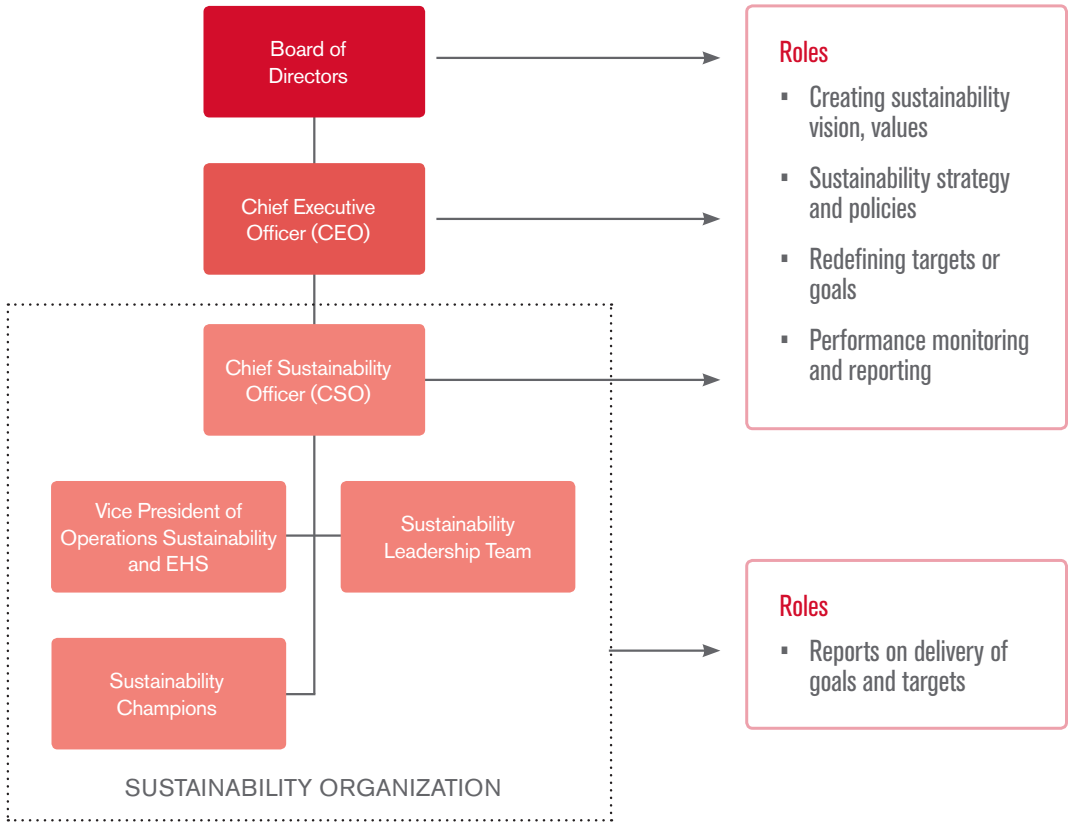 Board of
Directors
Chief Executive
Officer (CEO)
Chief Sustainability
Officer (CSO)
Vice President of
Operations Sustainability
and EHS
Sustainability
Leadership Team
Sustainability
Champions
SUSTAINABILITY ORGANIZATION
Roles
▪ Creating sustainability
vision, values
▪ Sustainability strategy
and policies
▪ Redefining targets or
goals
▪ Performance monitoring
and reporting
Roles
▪ Reports on delivery of
goals and targets